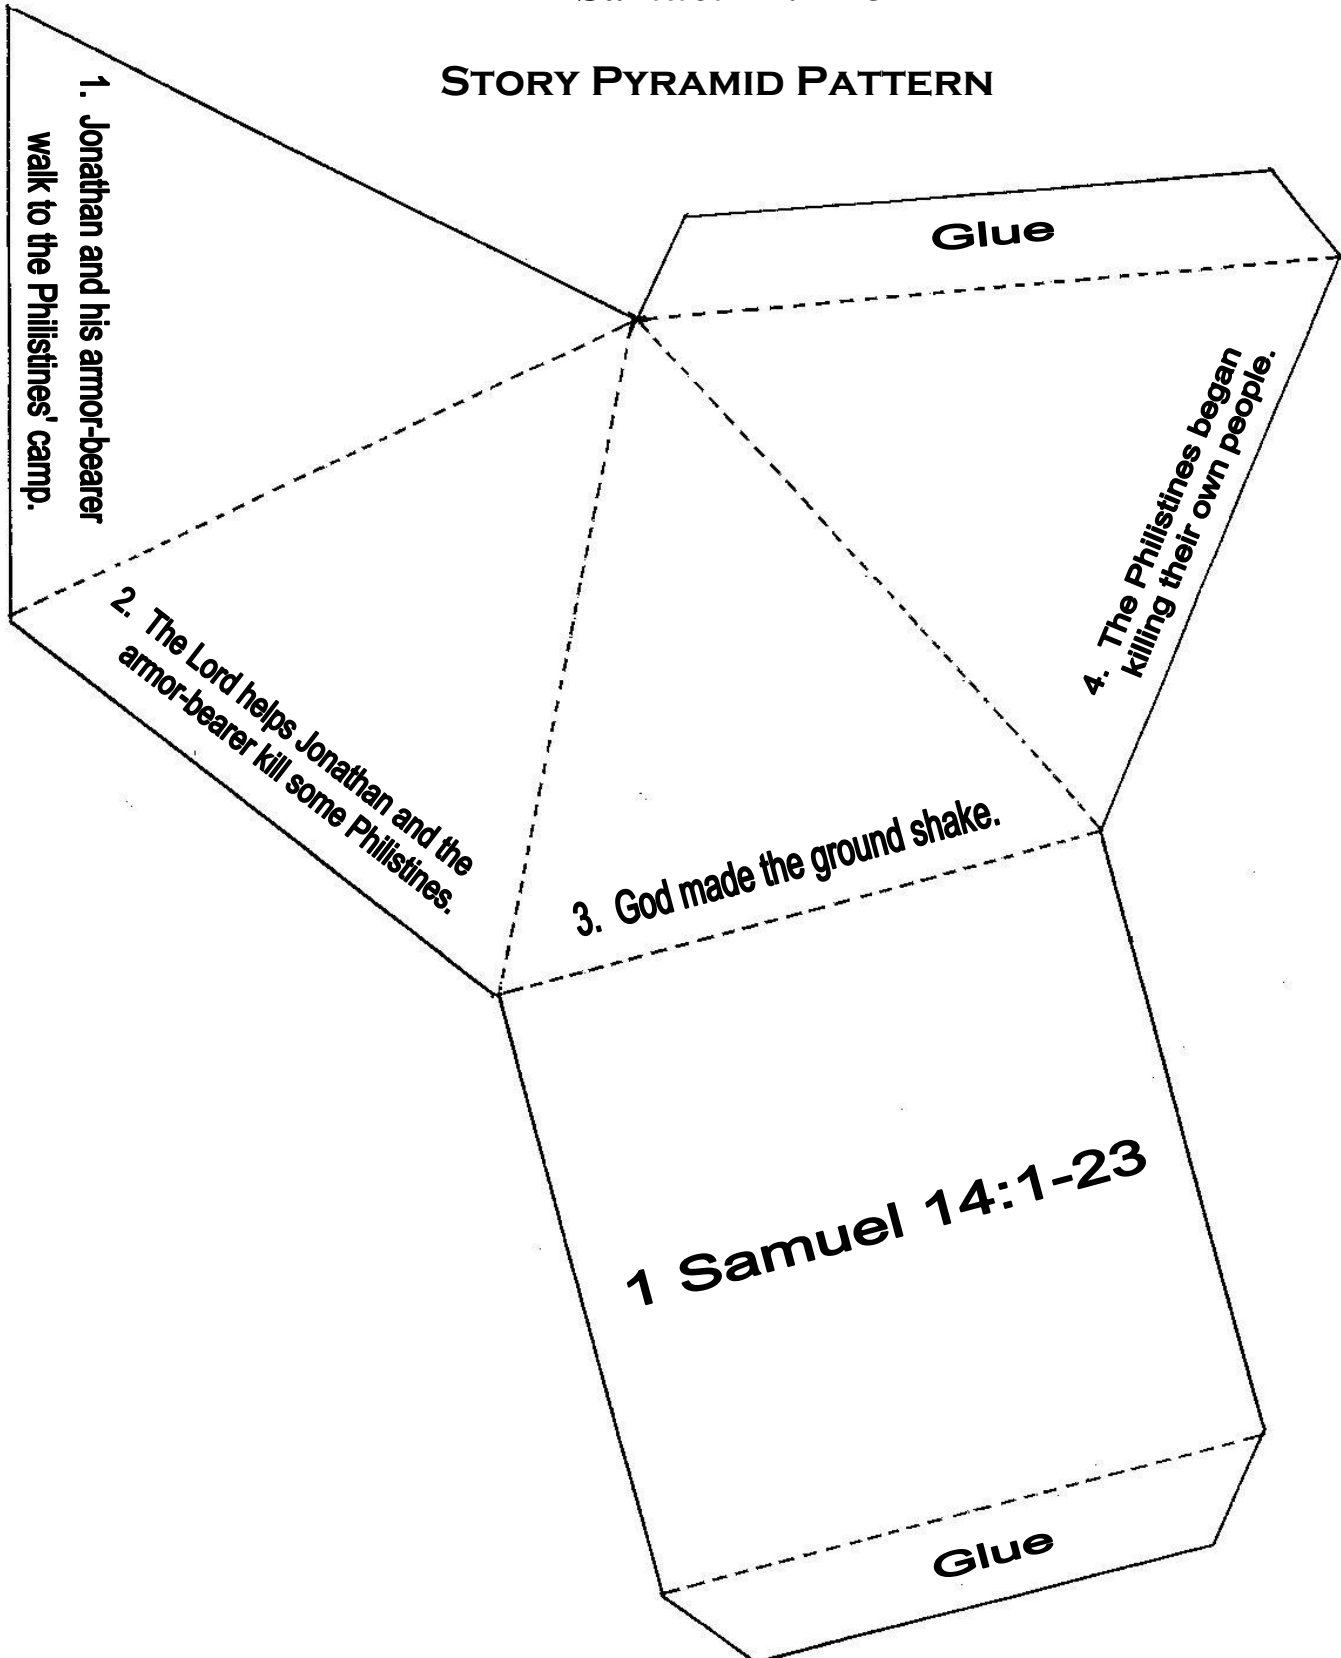 STORY PYRAMID PATTERN
Glue
1. Jonathan and his armor-bearer
walk to the Philistines' camp.
2. The Lord helps Jonathan and the
armor-bearer kill some Philistines.
3. God made the ground shake.
4. The Philistines began
killing their own people.
1 Samuel 14:1-23
Glue